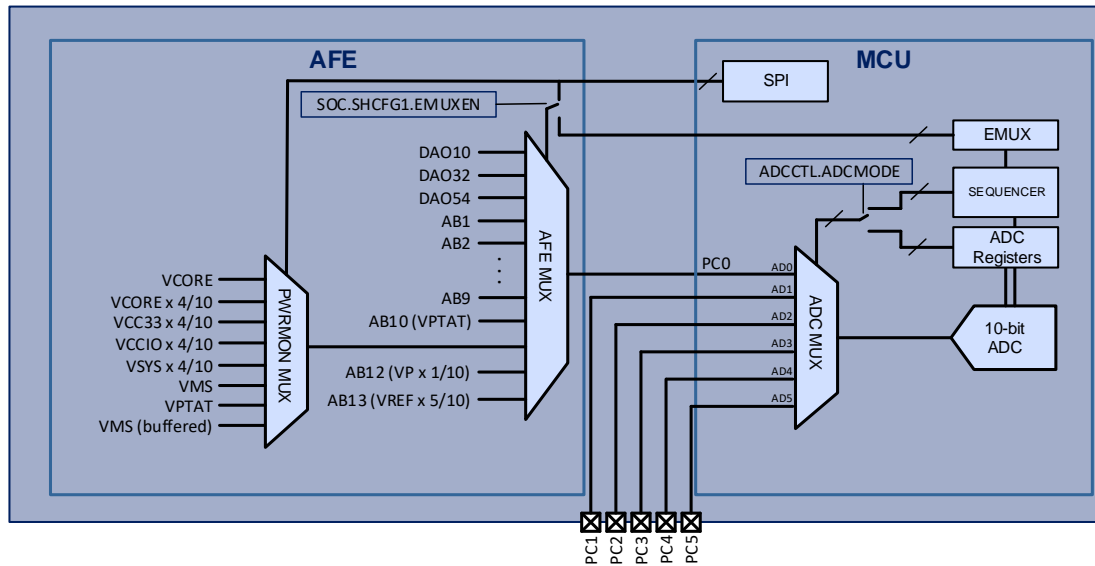 AFE
MCU
SPI
SOC.SHCFG1.EMUXEN
EMUX
DAO10
DAO32
DAO54
AB1
AB2
AB9
AB10 (VPTAT)
AB12 (VP x 1/10)
AB13 (VREF x 5/10)
AFE MUX
ADCCTL.ADCMODE
SEQUENCER
ADC
Registers
PC0
AD0
AD1
AD2
AD3
AD4
AD5
ADC MUX
10-bit
ADC
VCORE
VCORE x 4/10
VCC33 x 4/10
VCCIO x 4/10
VSYS x 4/10
VMS
VPTAT
VMS (buffered)
PWRMON MUX
PC1
PC2
PC3
PC4
PC5